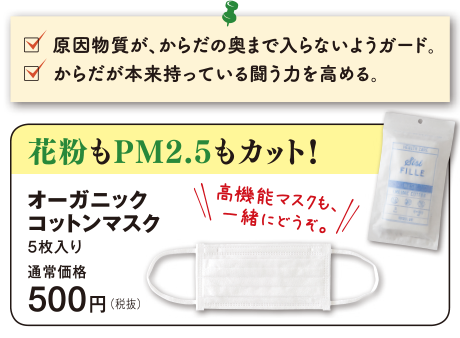 原因物質が、からだの奥まで入らないようガード。
からだが本来持っている闘う力を高める。
花粉もPM2.5もカット!
オーガニック
コットンマスク
5枚入り
通常価格
500円(税抜)
高機能マスクも、
一緒にどうぞ。
FILLE